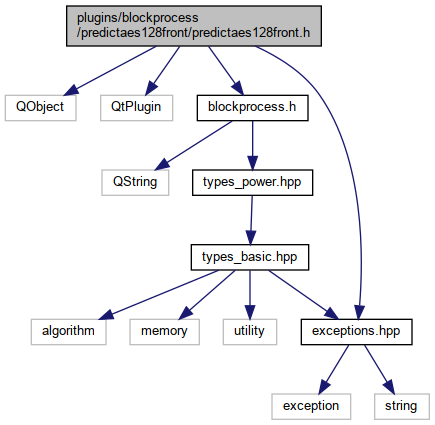 plugins/blockprocess
/predictaes128front/predictaes128front.h
QObject
QtPlugin
blockprocess.h
QString
types_power.hpp
types_basic.hpp
algorithm
memory
utility
exceptions.hpp
exception
string